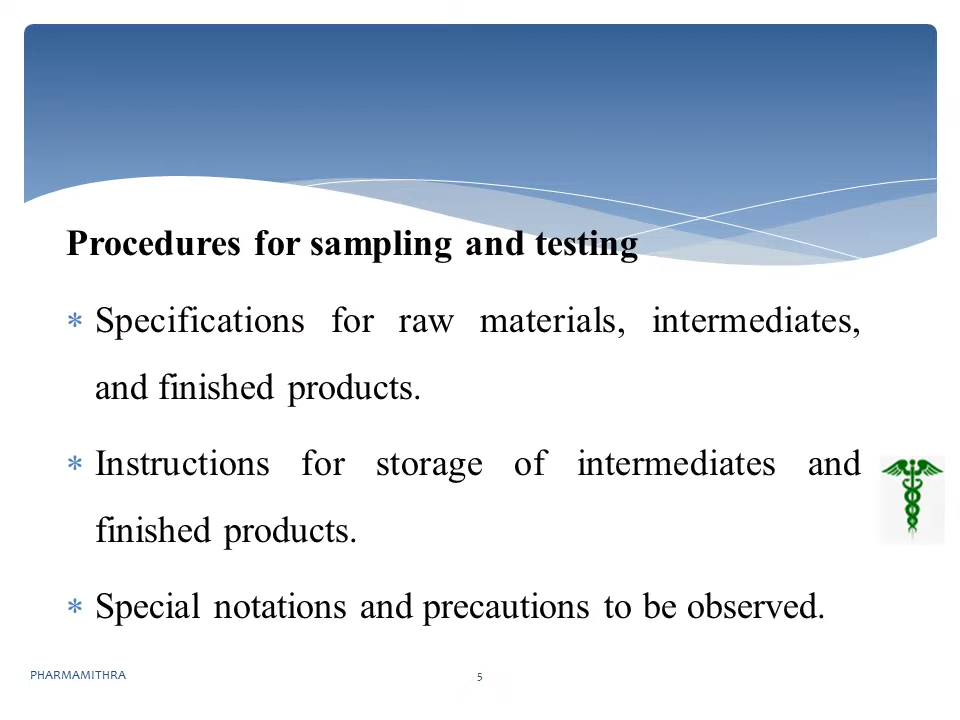 Procedures for sampling and testing
* Specifications for raw materials, intermediates,
and finished products.
* Instructions for storage of intermediates and
finished products.
* Special notations and precautions to be observed.
PHARMAMITHRA
5